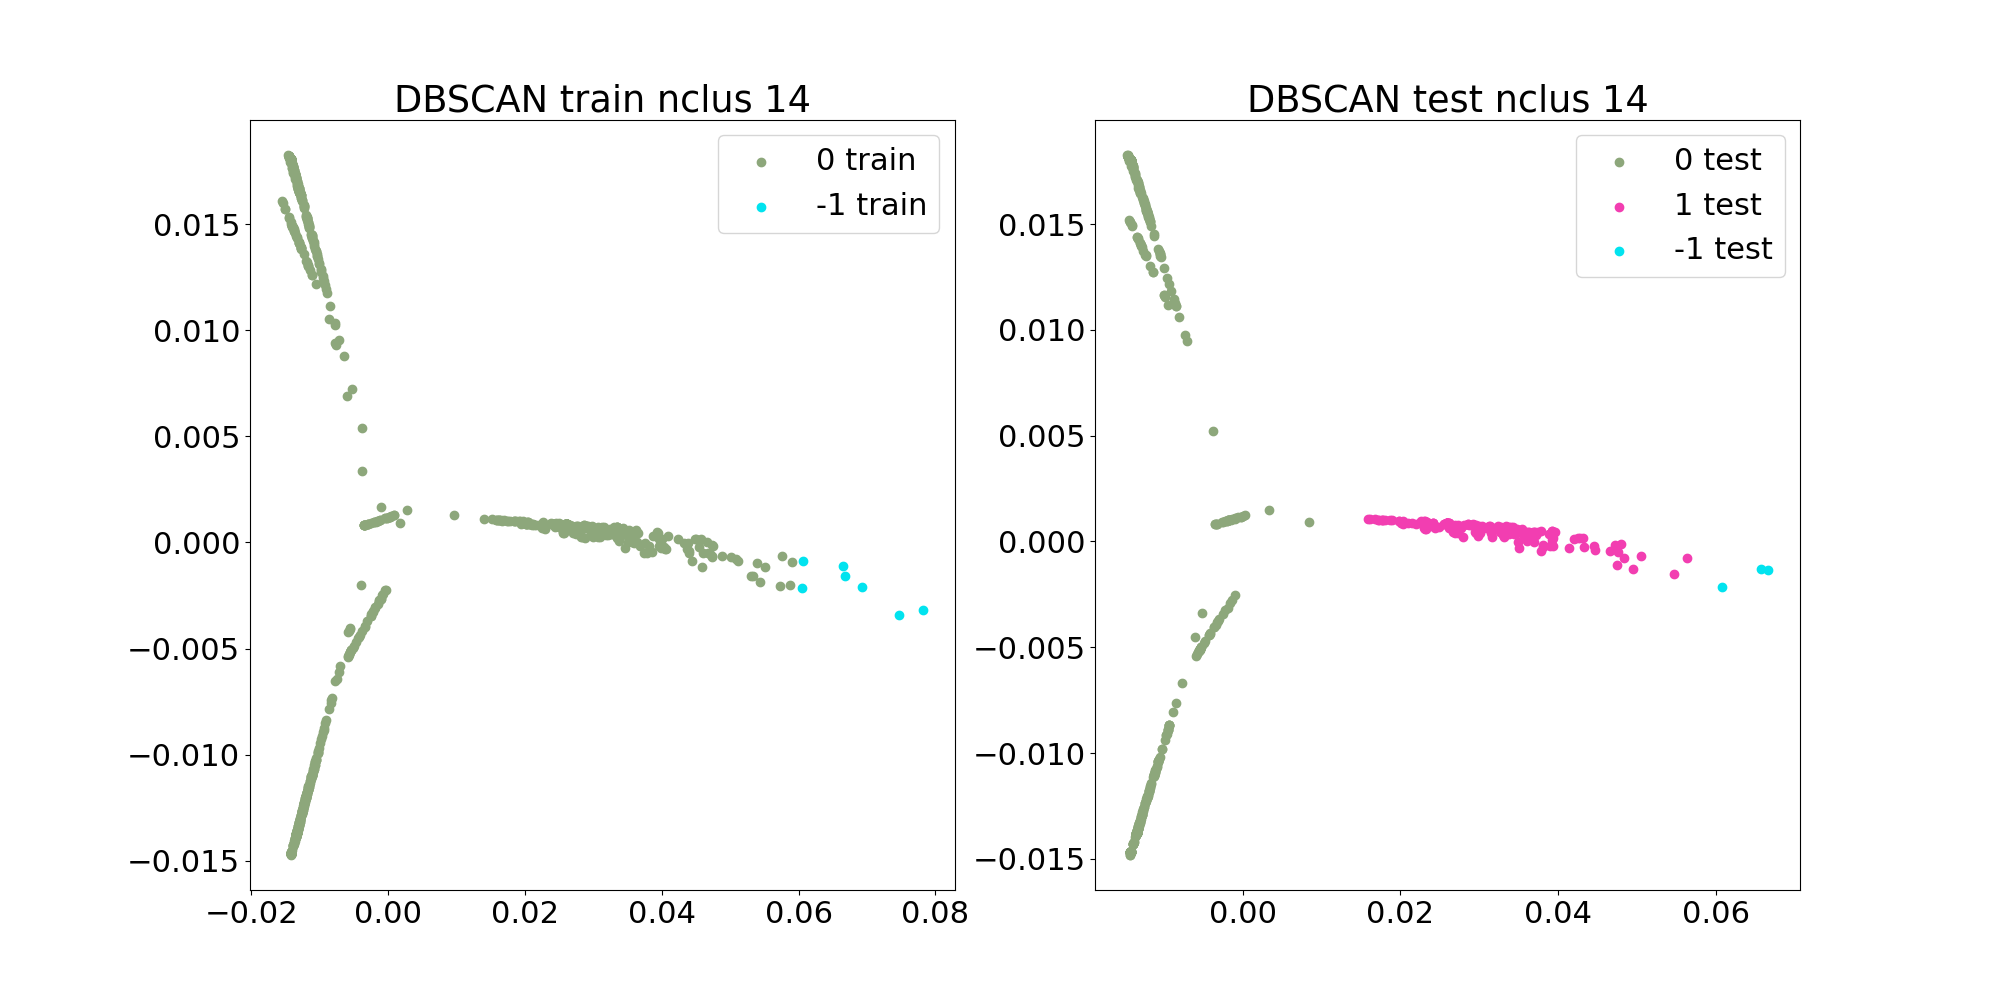 DBSCAN train nclus 14
0 train
-1 train
0.015
0.010
0.005
0.000
−0.005
−0.010
−0.015
−0.02 0.00 0.02 0.04 0.06 0.08
DBSCAN test nclus 14
0 test
1 test
-1 test
0.015
0.010
0.005
0.000
−0.005
−0.010
−0.015
0.00 0.02 0.04 0.06